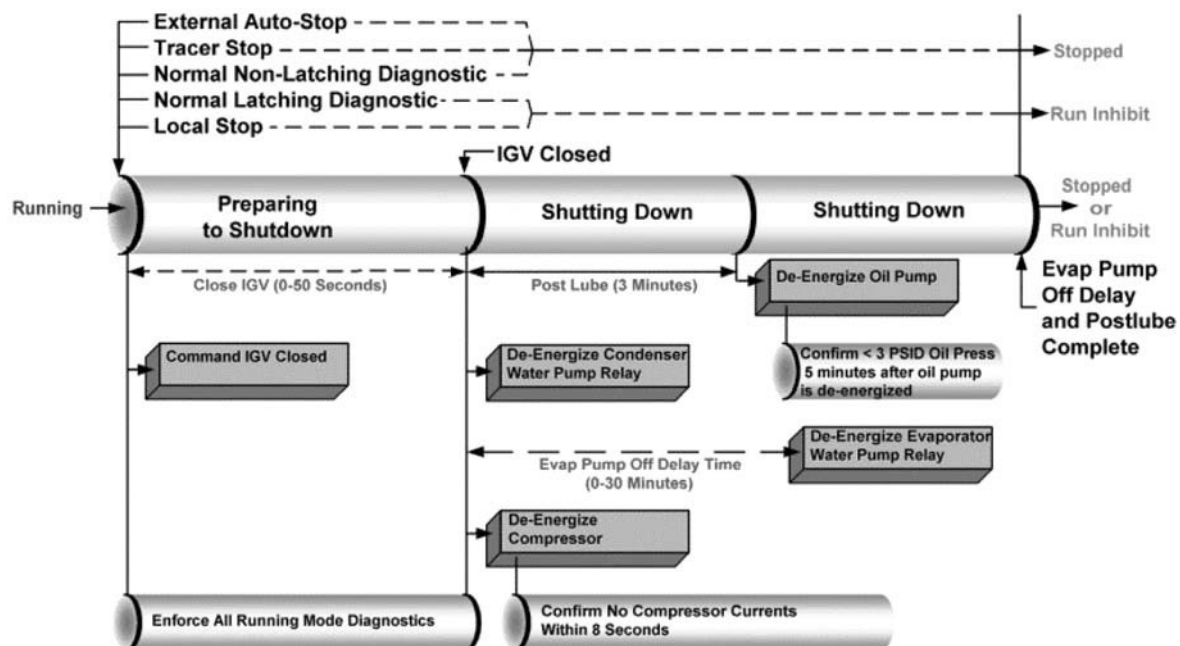 External Auto-Stop
Tracer Stop
Stopped
Normal Non-Latching Diagnostic
Normal Latching Diagnostic
Run Inhibit
Local Stop
IGV Closed
Running
Preparing
to Shutdown
Shutting Down
Shutting Down
Stopped
or
Run Inhibit
Close IGV (0-50 Seconds)
Post Lube (3 Minutes)
De-Energize Oil Pump
Evap Pump
Off Delay
and Postlube
Complete
Command IGV Closed
De-Energize Condenser
Water Pump Relay
Confirm < 3 PSID Oil Press
5 minutes after oil pump
is de-energized
Evap Pump Off Delay Time
(0-30 Minutes)
De-Energize Evaporator
Water Pump Relay
De-Energize
Compressor
Enforce All Running Mode Diagnostics
Confirm No Compressor Currents
Within 8 Seconds